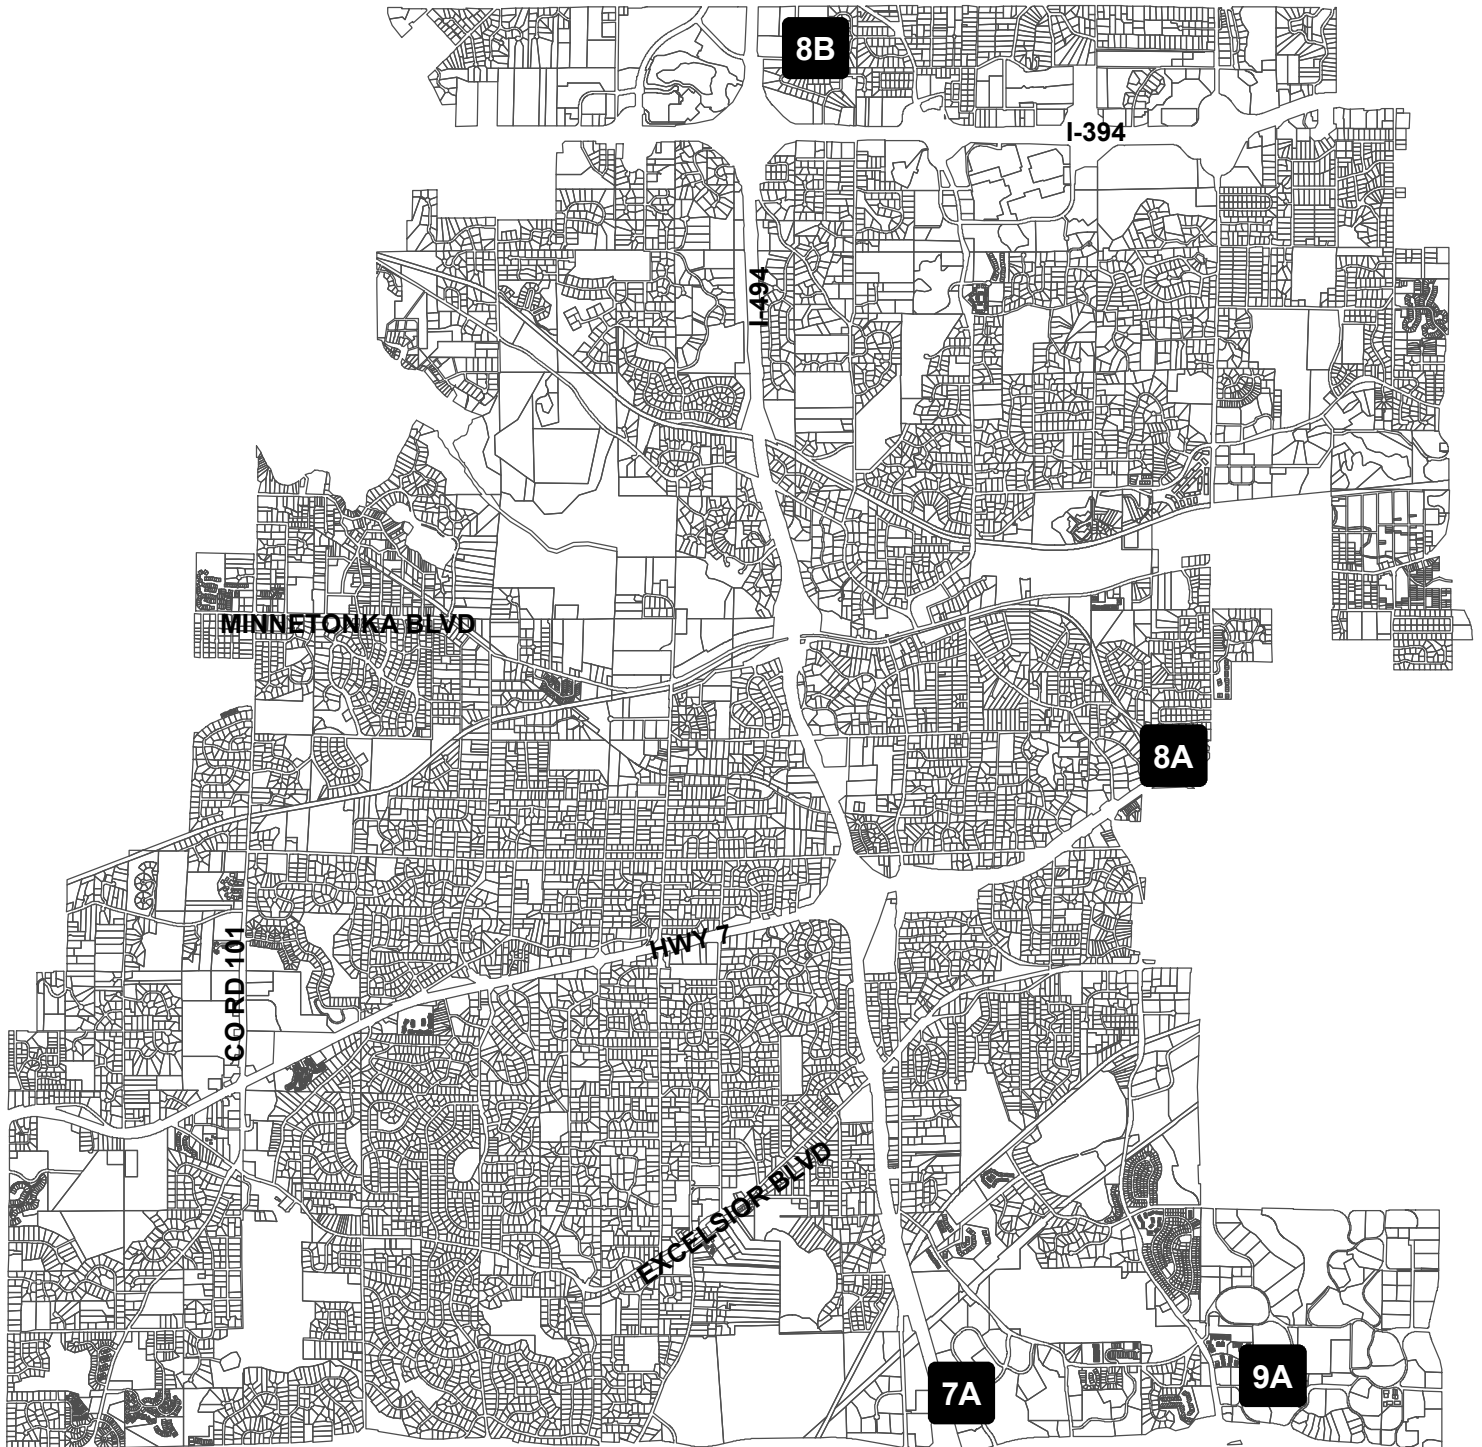 8B
I-394
I-494
MINNETONKA BLVD
8A
HWY 7
CO RD 101
EXCELSIOR BLVD
7A
9A